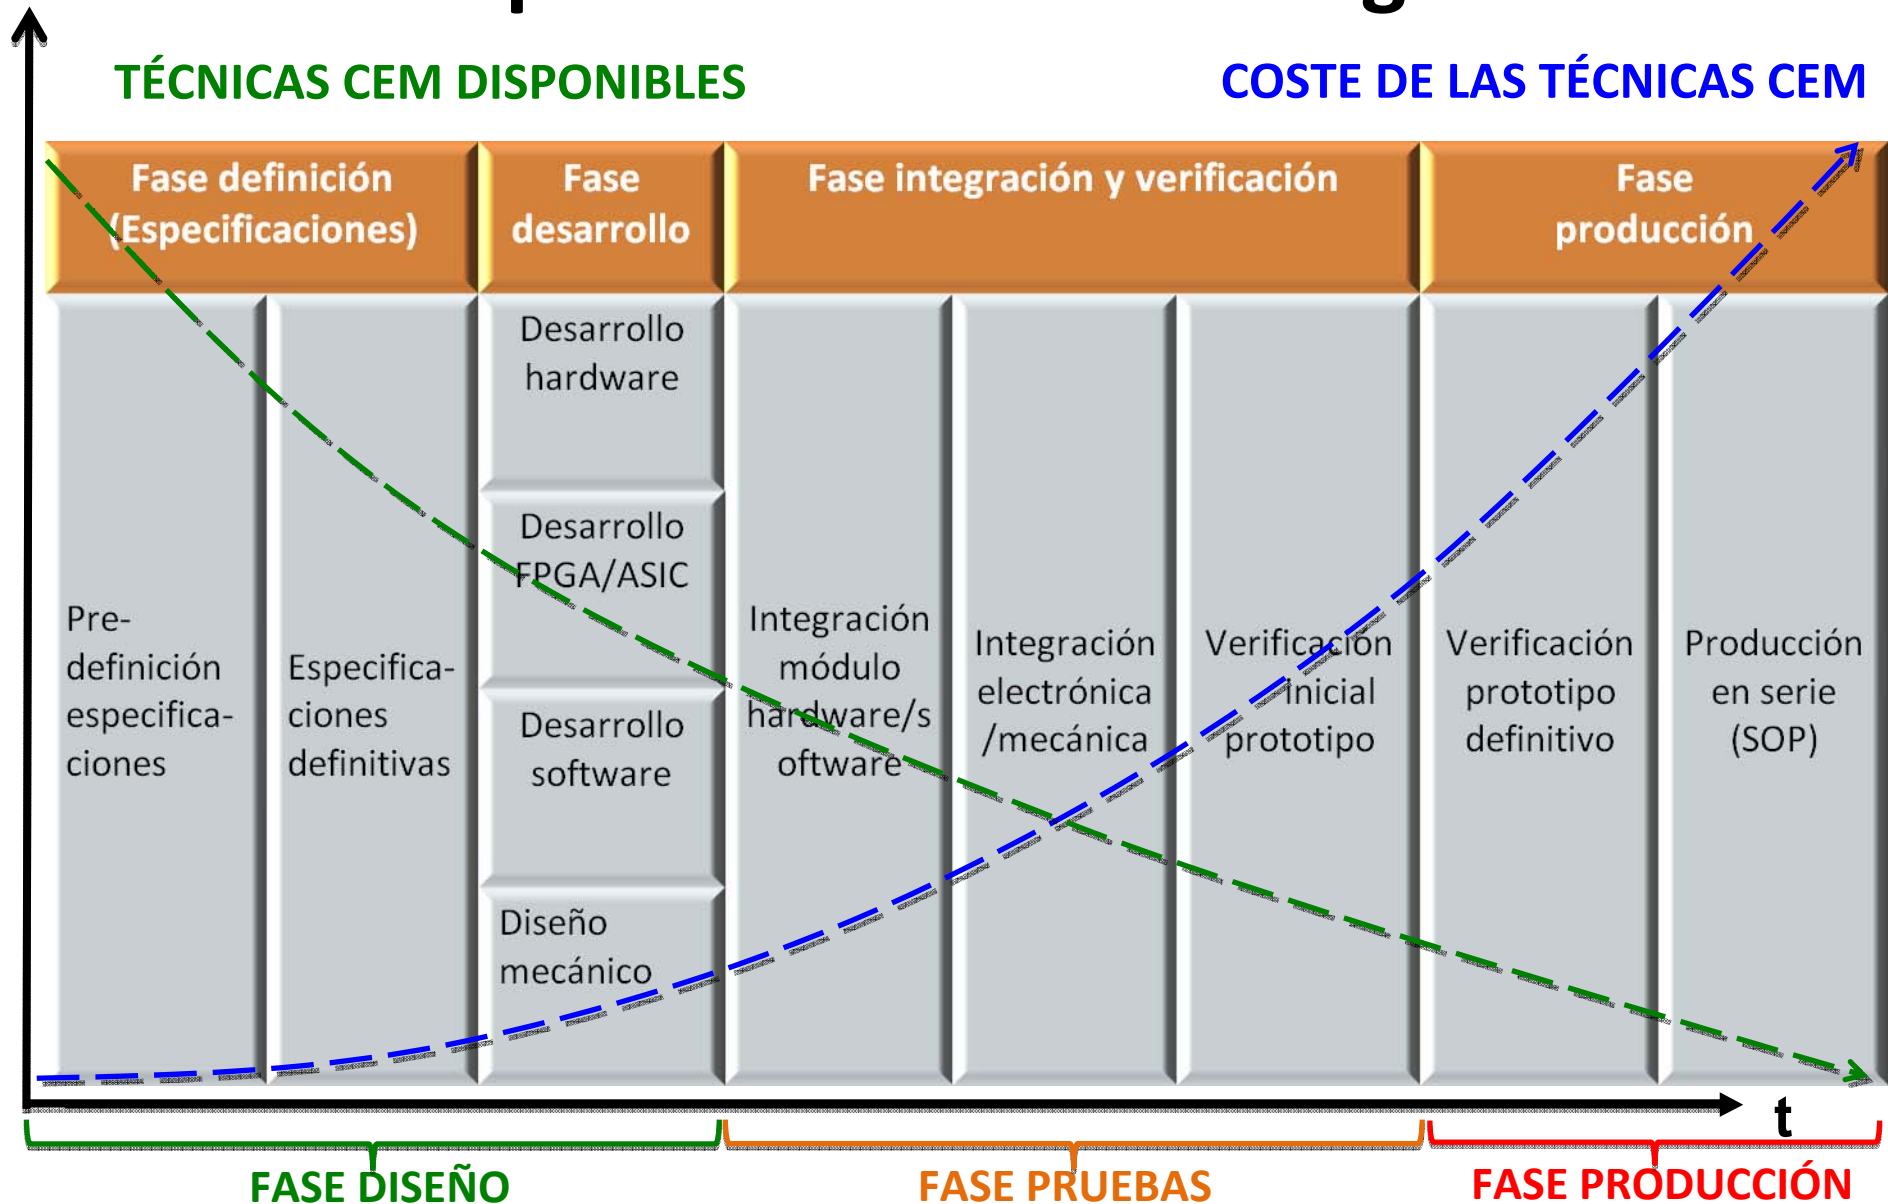 TÉCNICAS CEM DISPONIBLES
COSTE DE LAS TÉCNICAS CEM
Fase definición
(Especificaciones)
Fase
desarrollo
Fase integración y verificación
Fase
producción
Pre-
definición
especifica-
ciones
Especifica-
ciones
definitivas
Desarrollo
hardware
Desarrollo
FPGA/ASIC
Desarrollo
software
Diseño
mecánico
Integración
módulo
hardware/s
oftware
Integración
electrónica
/mecánica
Verificación
inicial
prototipo
Verificación
prototipo
definitivo
Producción
en serie
(SOP)
t
FASE DISEÑO
FASE PRUEBAS
FASE PRODUCCIÓN